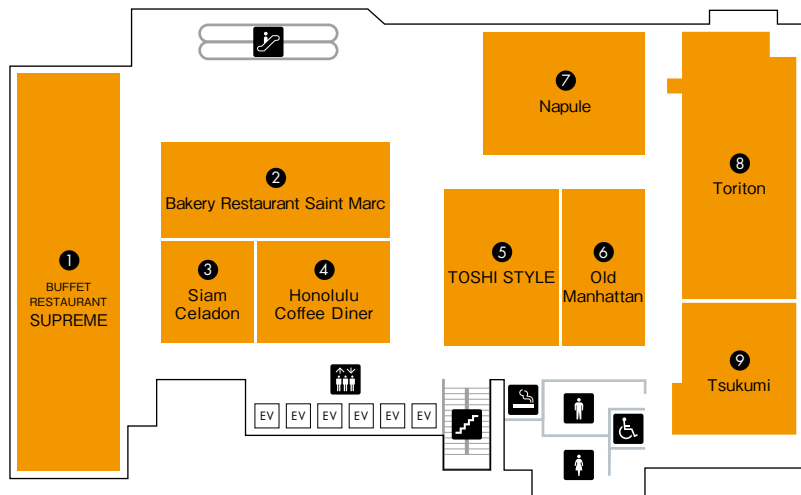 7
Napule
8
Toriton
2
Bakery Restaurant Saint Marc
1
BUFFET
RESTAURANT
SUPREME
3
Siam
Celadon
4
Honolulu
Coffee Diner
5
TOSHI STYLE
6
Old
Manhattan
9
Tsukumi
EV EV EV EV EV EV